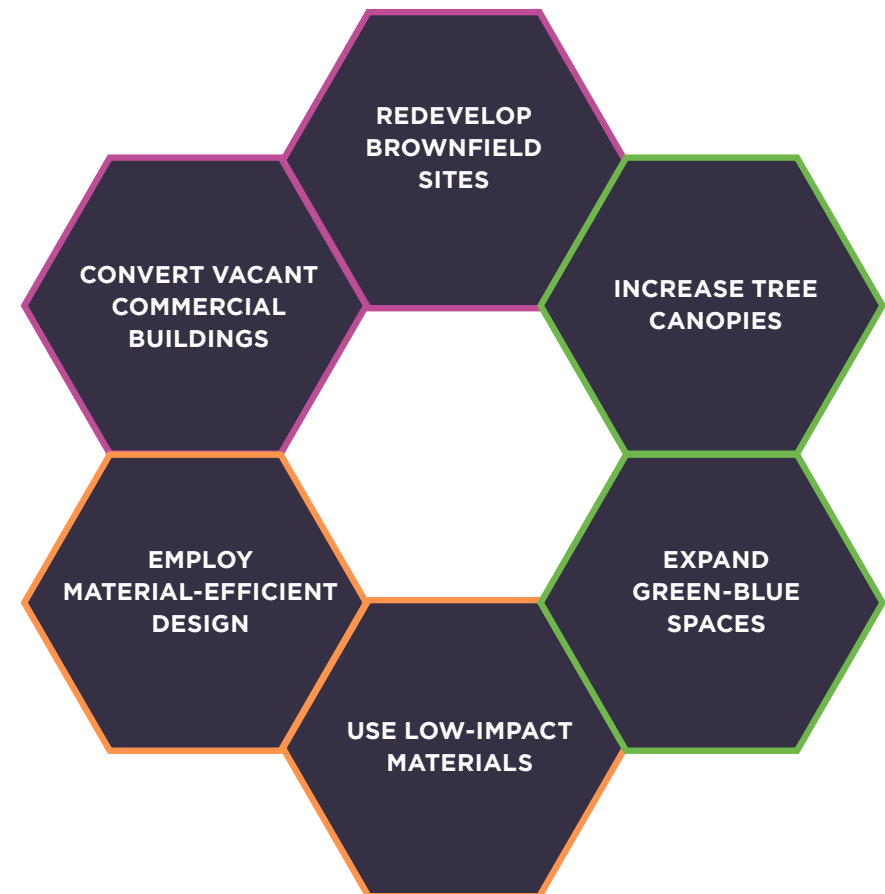 REDEVELOP
BROWNFIELD
SITES
CONVERT VACANT
COMMERCIAL
BUILDINGS
INCREASE TREE
CANOPIES
EMPLOY
MATERIAL-EFFICIENT
DESIGN
EXPAND
GREEN-BLUE
SPACES
USE LOW-IMPACT
MATERIALS